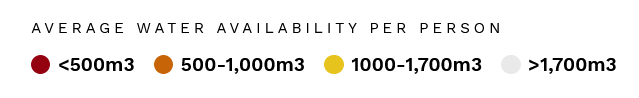 AVERAGE WATER AVAILABILITY PER PERSON
<500m3 500-1,000m3 1000-1,700m3 >1,700m3